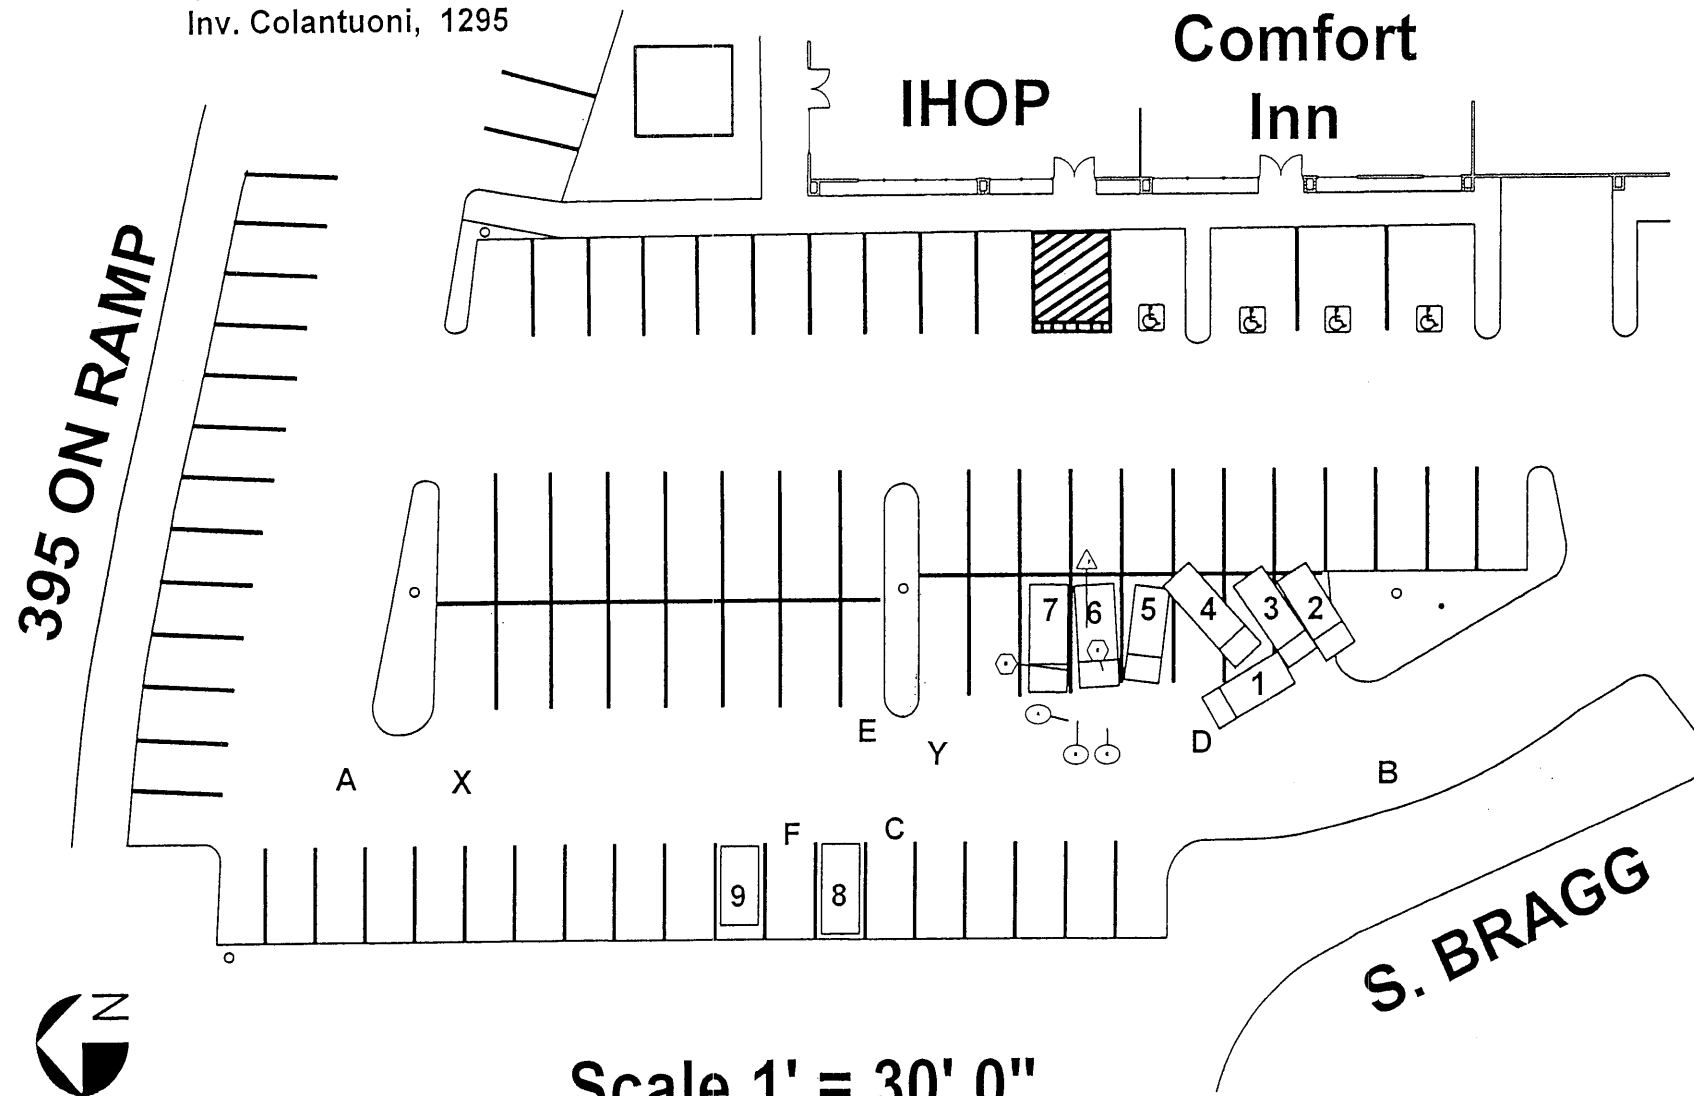 Inv. Colantuoni, 1295
Comfort
Inn
IHOP
395 ON RAMP
7 6 5 4 3 2
1
E
Y
D
A
X
B
F
C
9
8
S. BRAGG
N
Scale 1' = 30' 0"